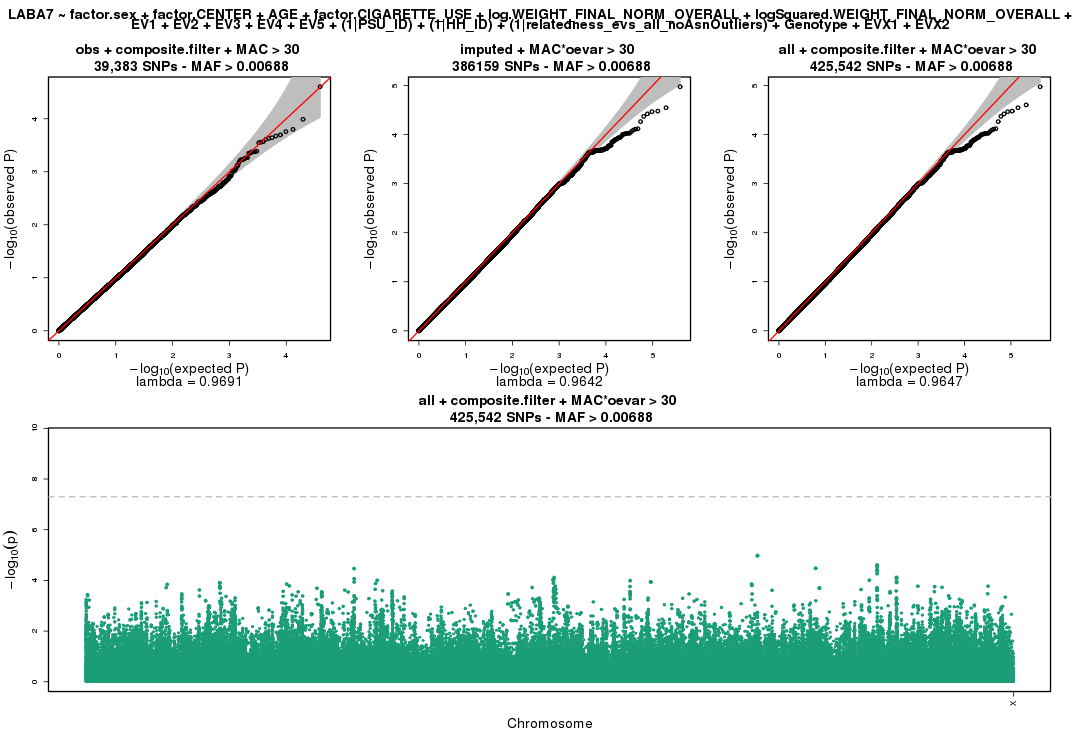 LABA7 ~ factor.sex + factor.CENTER + AGE + factor.CIGARETTE_USE + log.WEIGHT_FINAL_NORM_OVERALL + logSquared.WEIGHT_FINAL_NORM_OVERALL +
EV1 + EV2 + EV3 + EV4 + EV5 + (1|PSU_ID) + (1|HH_ID) + (1|relatedness_evs_all_noAsnOutliers) + Genotype + EVX1 + EVX2
obs + composite.filter + MAC > 30
39,383 SNPs - MAF > 0.00688
−log10(observed P)
0 1 2 3 4
0 1 2 3 4
−log10(expected P)
lambda = 0.9691
imputed + MAC*oevar > 30
386159 SNPs - MAF > 0.00688
−log10(observed P)
0 1 2 3 4 5
0 1 2 3 4 5
−log10(expected P)
lambda = 0.9642
all + composite.filter + MAC*oevar > 30
425,542 SNPs - MAF > 0.00688
−log10(observed P)
0 1 2 3 4 5
0 1 2 3 4 5
−log10(expected P)
lambda = 0.9647
all + composite.filter + MAC*oevar > 30
425,542 SNPs - MAF > 0.00688
−log10(p)
0 2 4 6 8 10
X
Chromosome